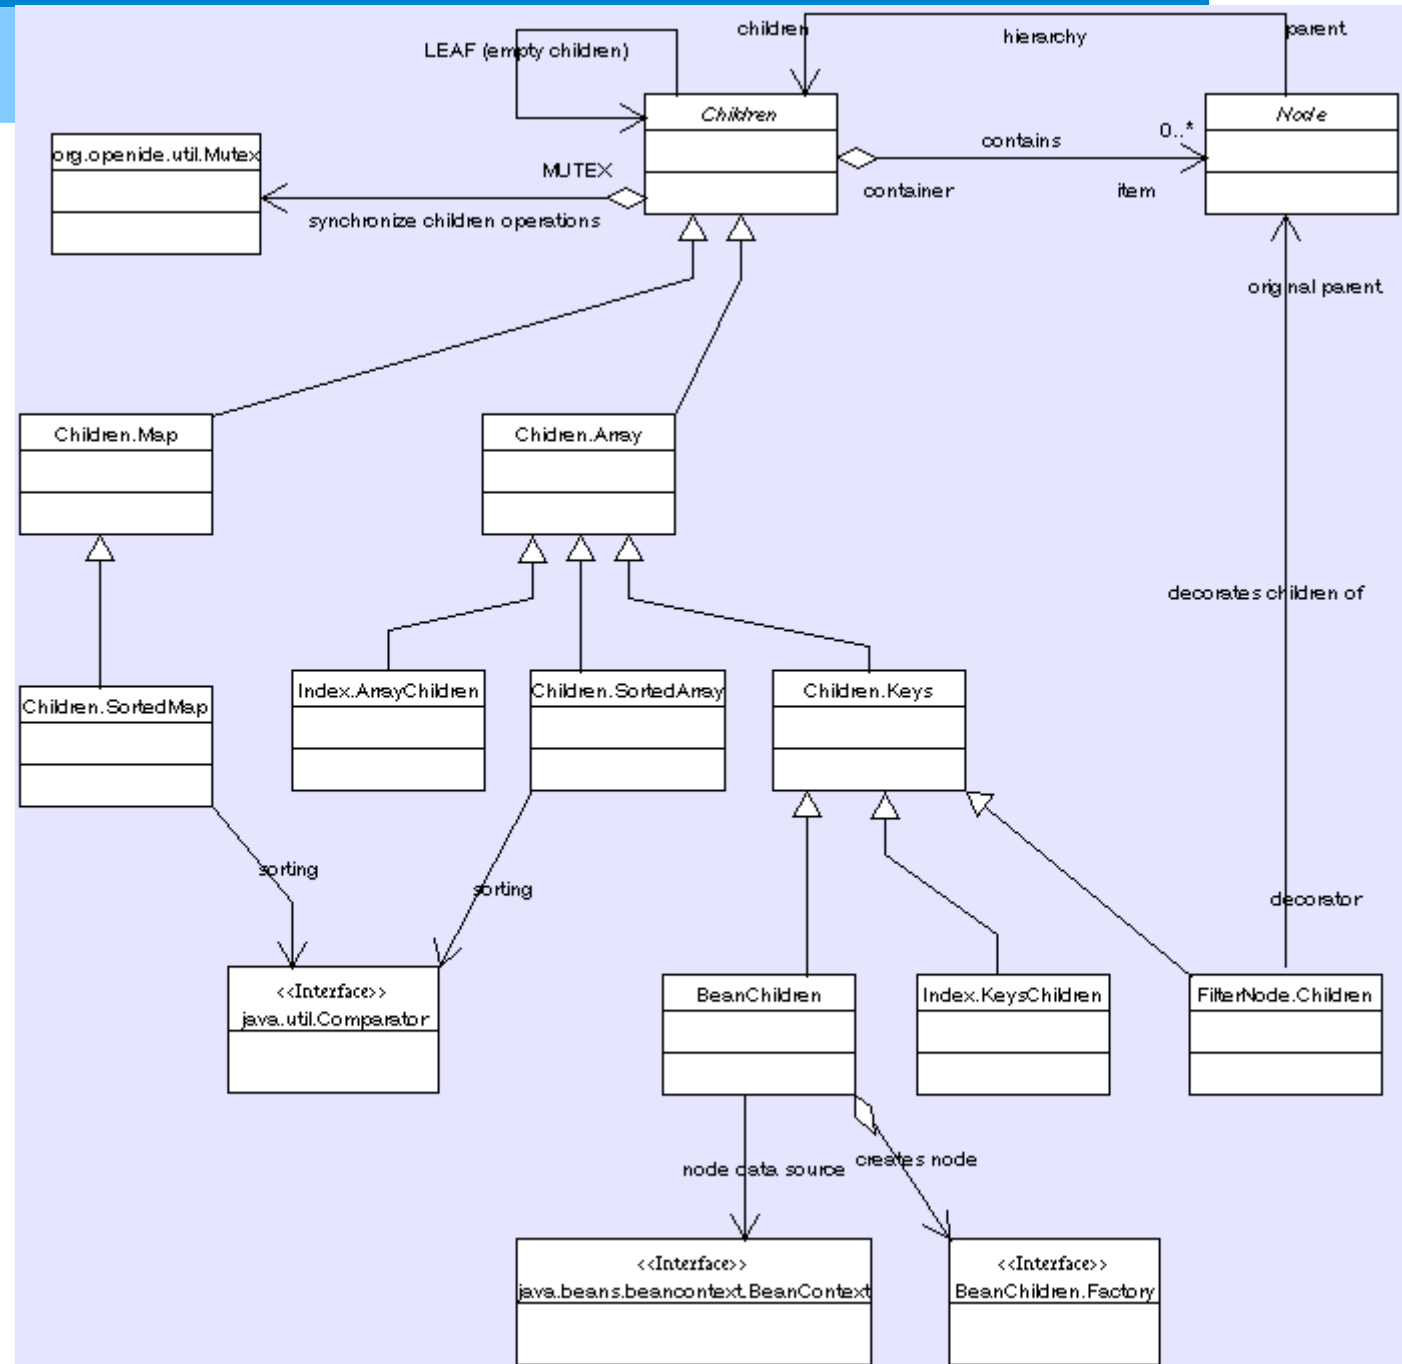 children
parent
hierarchy
LEAF (empty children)
Children
Node
0..*
contains
org.openide.util.Mutex
MUTEX
container
item
synchronize children operations
original parent
Children.Map
Chidren.Array
decorates children of
Index.ArrayChildren
Children.SortedArray
Children.Keys
Children.SortedMap
sorting
sorting
decorator
<<Interface>>
java.util.Comparator
BeanChildren
Index.KeysChildren
FilterNode.Children
node data source
creates node
<<Interface>>
java.beans.beancontext.BeanContext
<<Interface>>
BeanChildren.Factory